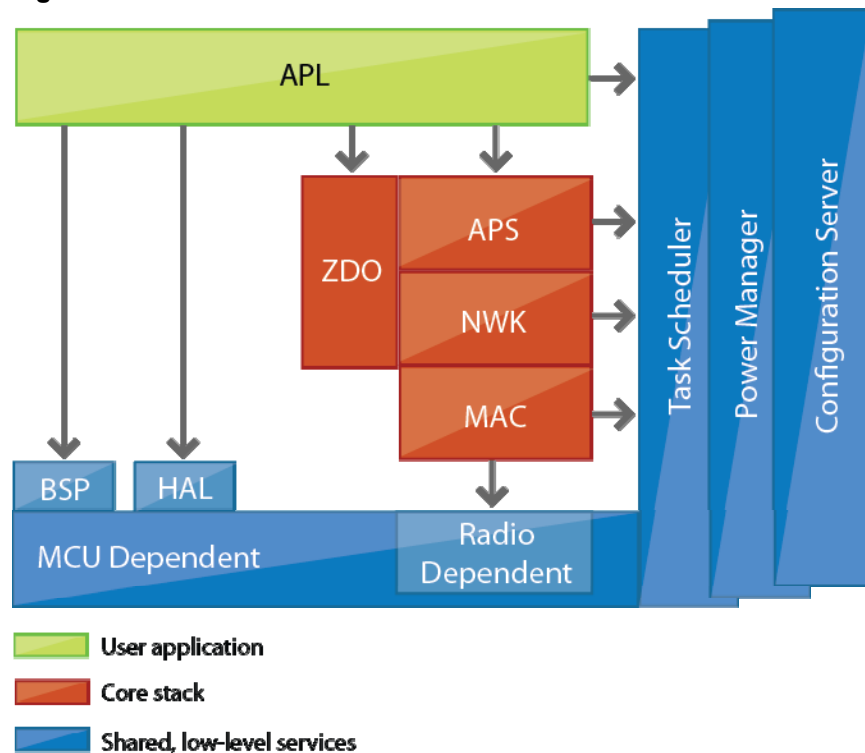 APL
ZDO
APS
NWK
MAC
BSP
HAL
MCU Dependent
Radio
Dependent
Task Scheduler
Power Manager
Configuration Server
User application
Core stack
Shared, low-level services